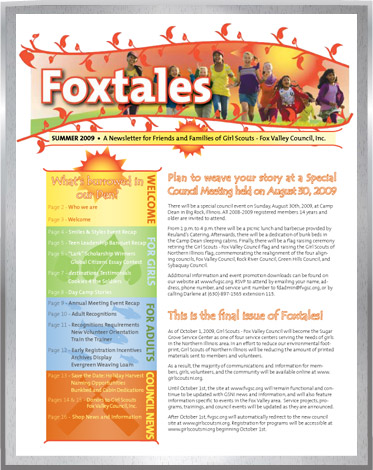 Foxtales
SUMMER 2009 • A Newsletter for Friends and Families of Girl Scouts - Fox Valley Council, Inc.
What's burrowed in
our Den?
WELCOME
Page 2 - Who we are
Page 3 - Welcome
FOR GIRLS
Page 4 - Smiles & Styles Event Recap
Page 5 - Teen Leadership Banquet Recap
Scholarship Winners
Global Citizen Essay Contest
Page 7 - Testimonials
Cookies 4 the Soldiers
Page 8 - Day Camp Stories
FOR ADULTS
Page 9 - Annual Meeting Event Recap
Page 10 - Adult Recognitions
Page 11 - Recognitions Requirements
New Volunteer Orientation
Train the Trainer
Page 12 - Early Registration Incentives
Archives Display
Evergreen Weaving Loam
COUNCIL NEWS
Page 13 - Save the Date: Holiday Harvest
Naming Opportunities
Bunkbed and Cabin Dedications
Pages 14 & 15 - Donors to Girl Scouts
Fox Valley Council, Inc.
Page 16 - Shop News and Information
Plan to weave your story at a Special
Council Meeting held on August 30, 2009
There will be a special council event on Sunday August 30th, 2009, at Camp
Dean in Big Rock, Illinois. All 2008-2009 registered members 14 years and
older are invited to attend.
From 1 p.m. to 4 p.m. there will be a picnic lunch and barbecue provided by
Kealand's Catering. Afterwards, there will be a dedication of bunk beds in
the Camp Dean sleeping cabins. Finally, there will be a flag raising ceremony
retiring the Girl Scouts - Fox Valley Council flag and raising the Girl Scouts of
Northern Illinois flag, commemorating the realignment of the four align-
ing councils, Fox Valley Council, Rock River Council, Green Hills Council, and
Sybaquay Council.
Additional information and event promotion downloads can be found on
our website at www.fvgsc.org. RSVP to attend by emailing your name, ad-
dress, phone number, and service unit number to fidadmin@fvgsc.org, or by
calling Darlene at (630) 897-1565 extension 115.
This is the final issue of Foxtales!
As of October 1, 2009, Girl Scouts - Fox Valley Council will become the Sugar
Grove Service Center as one of four service centers serving the needs of girls
in the Northern Illinois area. In an effort to reduce our environmental foot-
print, Girl Scouts of Northern Illinois will be reducing the amount of printed
materials sent to members and volunteers.
As a result, the majority of communications and information for mem-
bers, girls, volunteers, and the community will be available online at www.
girlscoutsni.org.
Until October 1st, the site at www.fvgsc.org will remain functional and con-
tinue to be updated with GSNI news and information, and will also feature
information specific to events in the Fox Valley Area. Service projects, pro-
grams, trainings, and council events will be updated as they are announced.
After October 1st, fvgsc.org will automatically redirect to the new council
site at www.girlscoutsni.org. Registration for programs will be accessible at
www.girlscoutsni.org beginning October 1st.